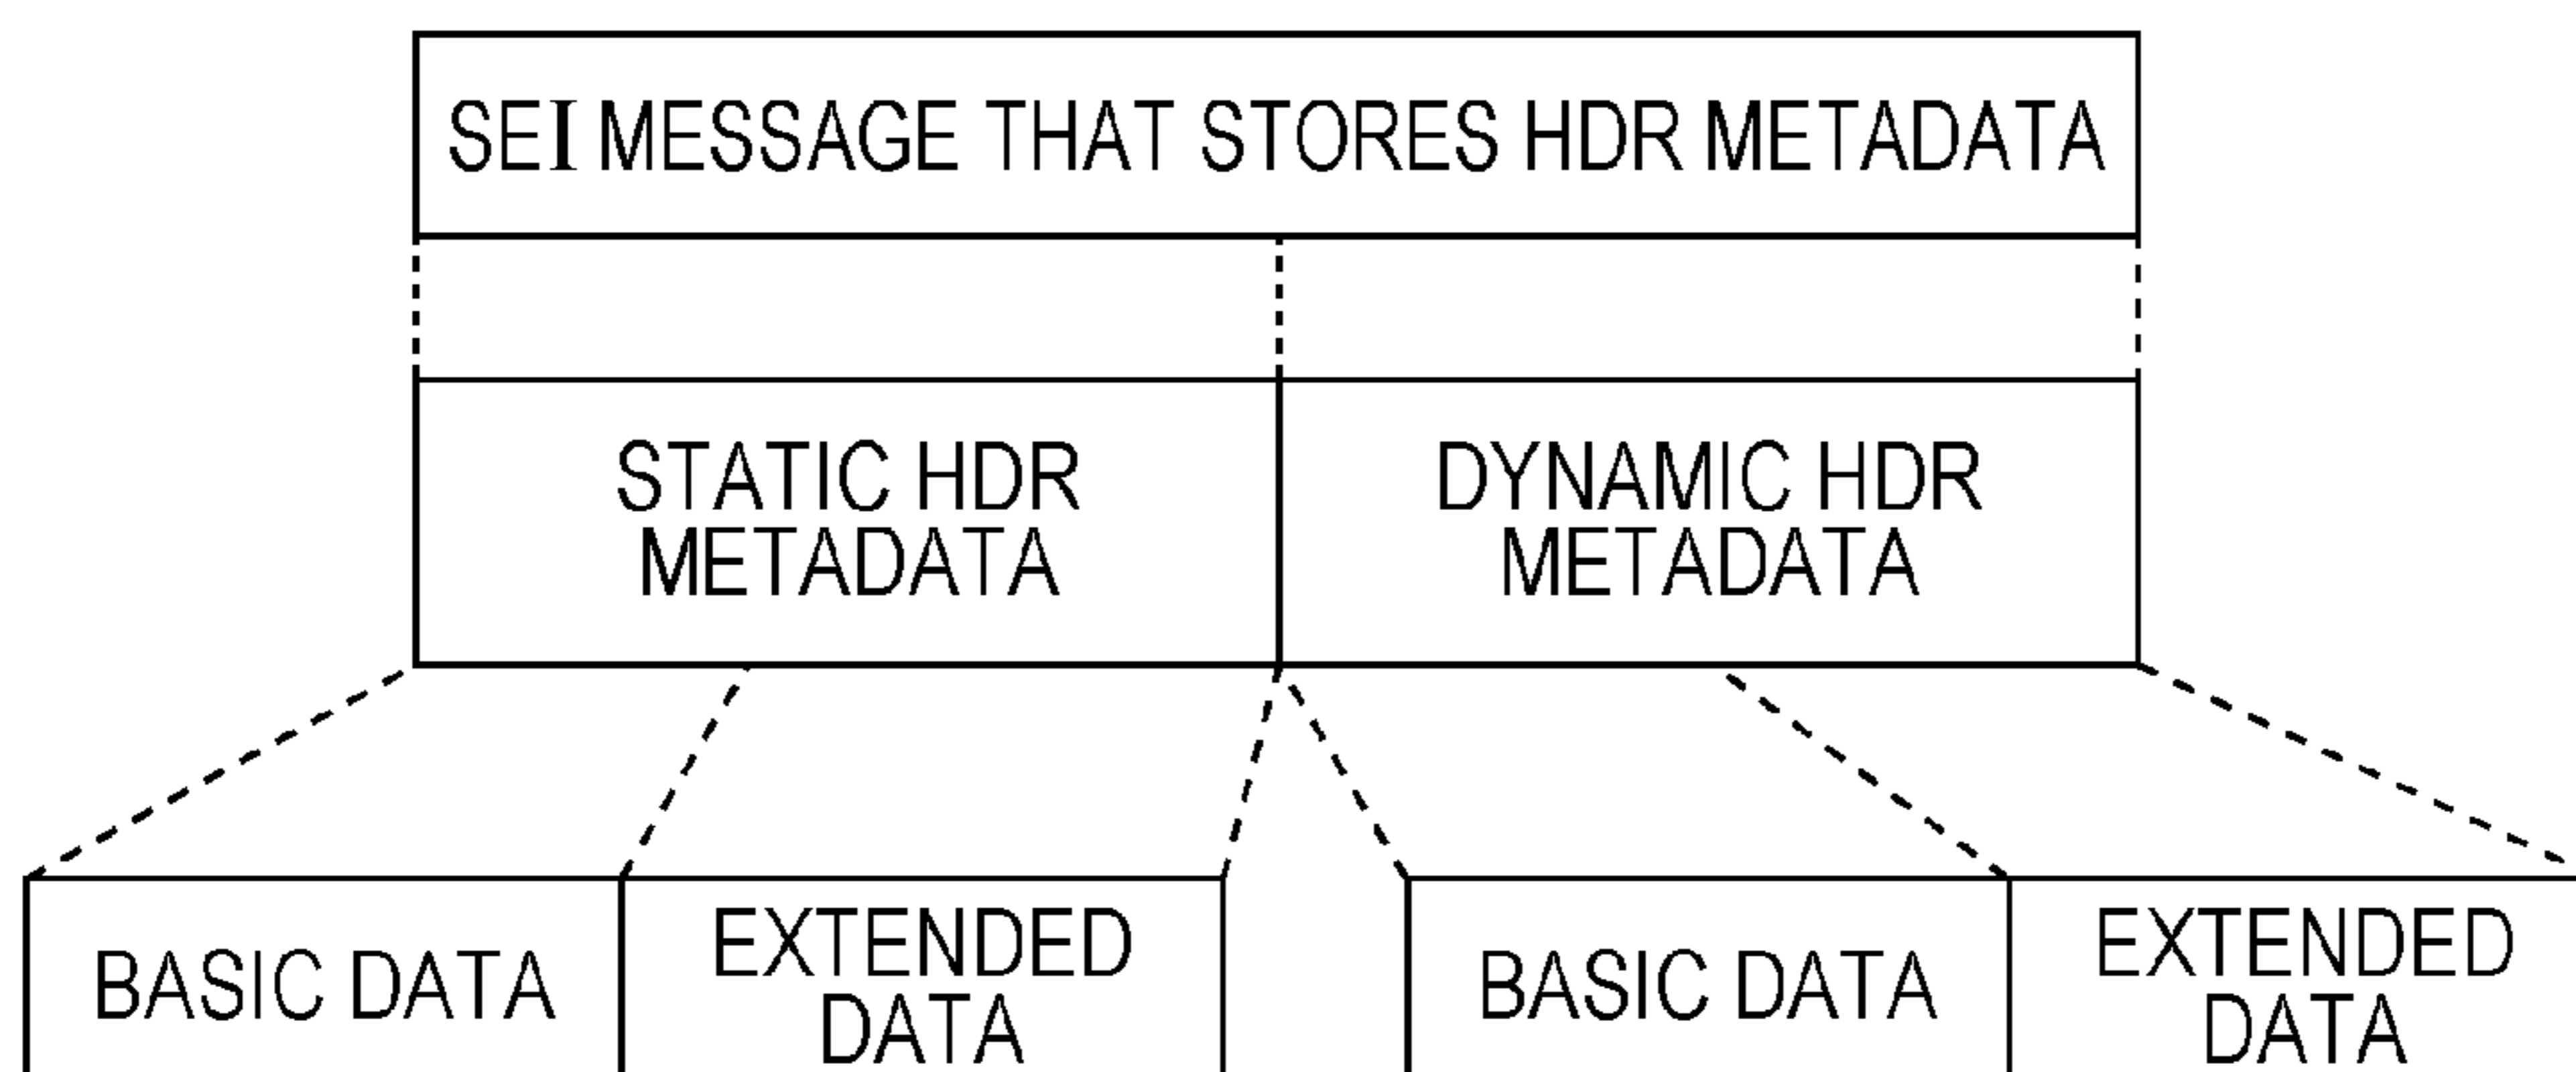 SEI MESSAGE THAT STORES HDR METADATA
STATIC HDR
METADATA
DYNAMIC HDR
METADATA
BASIC DATA
EXTENDED
DATA
BASIC DATA
EXTENDED
DATA